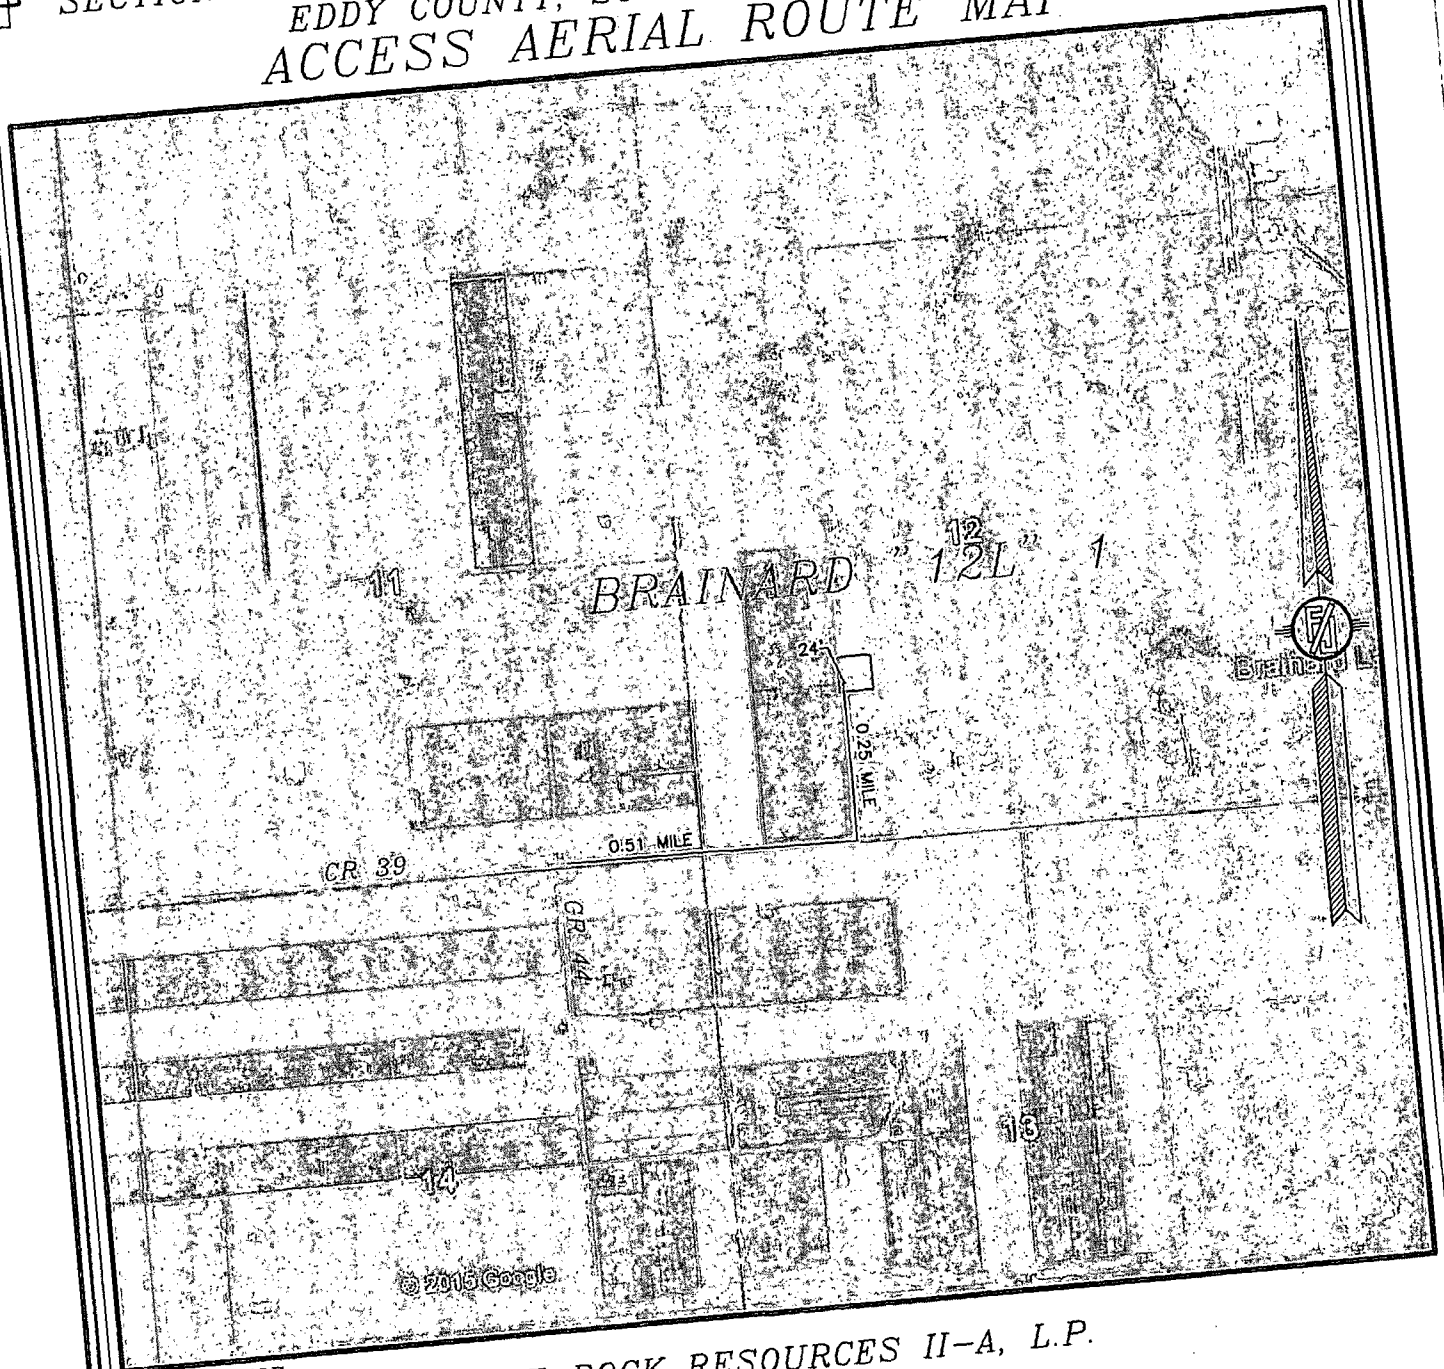 SECTION
EDDY COUNTY,
ACCESS AERIAL ROUTE MAP
12
11
BRAINARD "12L" 1
24
0.25 MILE
0.51 MILE
CR 39
CR 44
13
14
© 2015 Google
ROCK RESOURCES II-A, L.P.